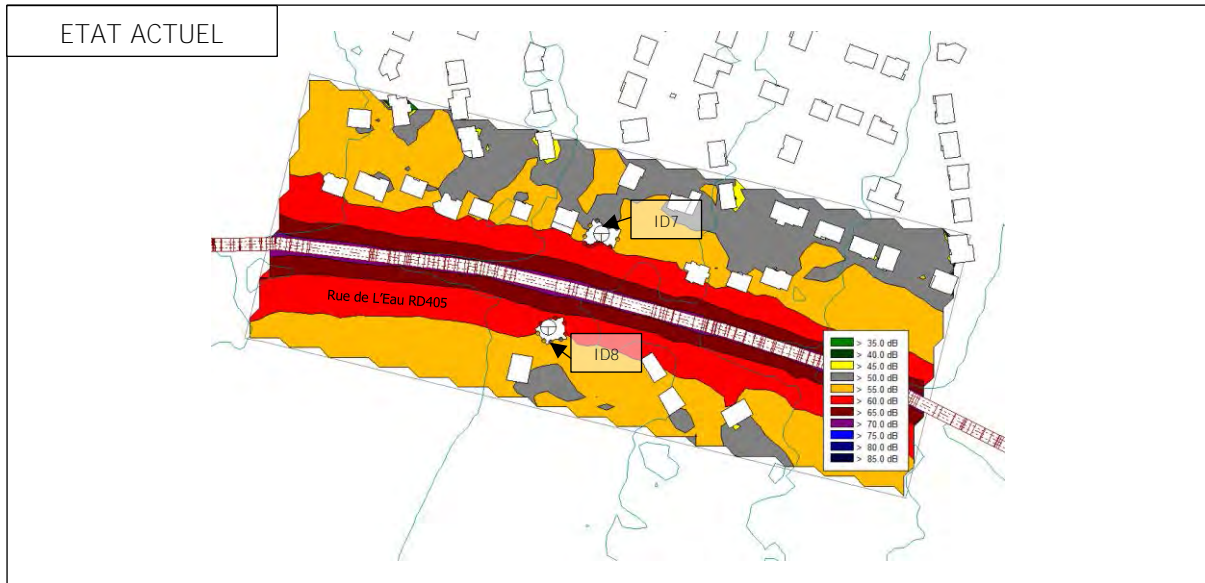 ETAT ACTUEL
ID7
Rue de L'Eau RD405
ID8
> 35.0 dB
> 40.0 dB
> 45.0 dB
> 50.0 dB
> 55.0 dB
> 60.0 dB
> 65.0 dB
> 70.0 dB
> 75.0 dB
> 80.0 dB
> 85.0 dB